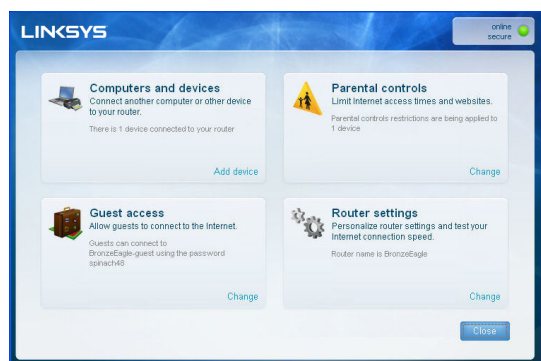 LINKSYS
online
secure
Computers and devices
Connect another computer or other device
to your router.
There is 1 device connected to your router
Add device
Parental controls
Limit Internet access times and websites.
Parental controls restrictions are being applied to
1 device
Change
Guest access
Allow guests to connect to the Internet.
Guests can connect to
BronzeEagle-guest using the password
spinach48
Change
Router settings
Personalize router settings and test your
Internet connection speed.
Router name is BronzeEagle
Change
Close